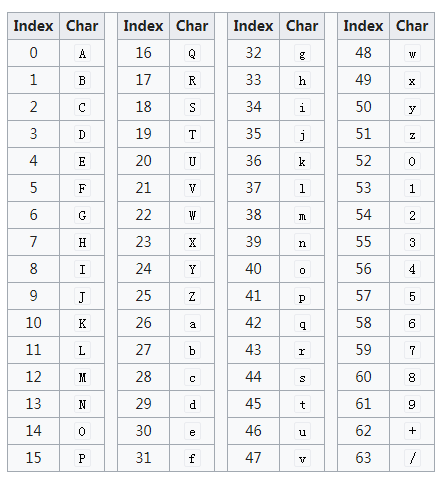 Index Char Index Char Index Char Index Char
0 A 16 Q 32 g 48 w
1 B 17 R 33 h 49 x
2 C 18 S 34 i 50 y
3 D 19 T 35 j 51 z
4 E 20 U 36 k 52 0
5 F 21 V 37 l 53 1
6 G 22 W 38 m 54 2
7 H 23 X 39 n 55 3
8 I 24 Y 40 o 56 4
9 J 25 Z 41 p 57 5
10 K 26 a 42 q 58 6
11 L 27 b 43 r 59 7
12 M 28 c 44 s 60 8
13 N 29 d 45 t 61 9
14 O 30 e 46 u 62 +
15 P 31 f 47 v 63 /